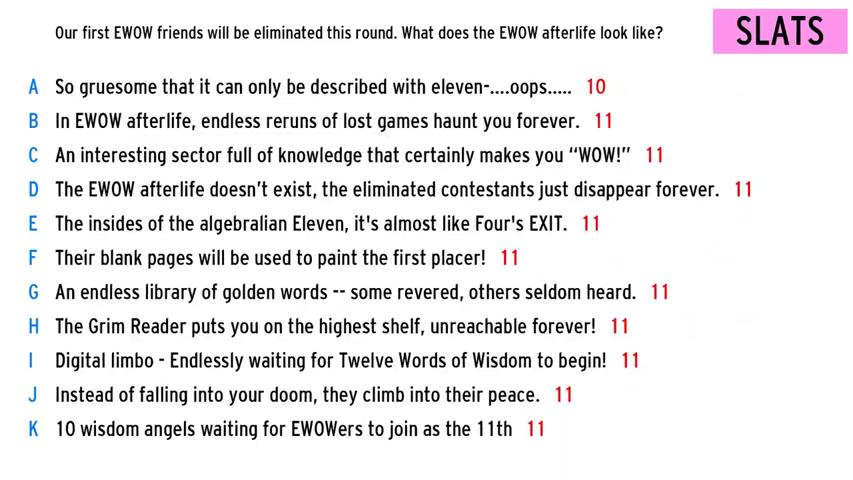 Our first EWOW friends will be eliminated this round. What does the EWOW afterlife look like?
SLATS
A So gruesome that it can only be described with eleven-....oops..... 10
B In EWOW afterlife, endless reruns of lost games haunt you forever. 11
C An interesting sector full of knowledge that certainly makes you “WOW!” 11
D The EWOW afterlife doesn’t exist, the eliminated contestants just disappear forever. 11
E The insides of the algebralian Eleven, it's almost like Four's EXIT. 11
F Their blank pages will be used to paint the first placer! 11
G An endless library of golden words -- some revered, others seldom heard. 11
H The Grim Reader puts you on the highest shelf, unreachable forever! 11
I Digital limbo - Endlessly waiting for Twelve Words of Wisdom to begin! 11
J Instead of falling into your doom, they climb into their peace. 11
K 10 wisdom angels waiting for EWOWers to join as the 11th 11